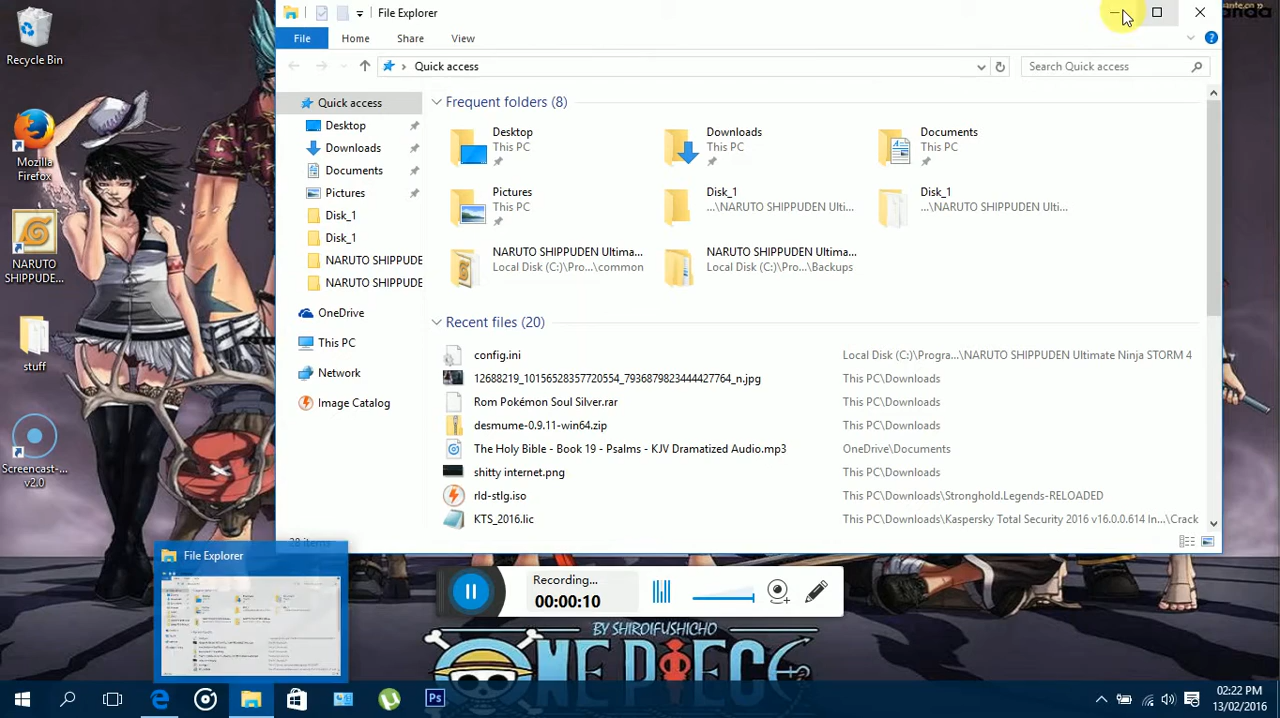 Recycle Bin
Mozilla
Firefox
NARUTO
SHIPPUDE...
stuff
Screencast-...
v2.0
File Explorer
File
Home
Share
View
Quick access
Search Quick access
Quick access
Desktop
Downloads
Documents
Pictures
Disk_1
Disk_1
NARUTO SHIPPUDE
NARUTO SHIPPUDE
OneDrive
This PC
Network
Image Catalog
Frequent folders (8)
Desktop
This PC
Downloads
This PC
Documents
This PC
Pictures
This PC
Disk_1
...\NARUTO SHIPPUDEN Ulti...
Disk_1
...\NARUTO SHIPPUDEN Ulti...
NARUTO SHIPPUDEN Ultima...
Local Disk (C:)\Pro...\common
NARUTO SHIPPUDEN Ultima...
Local Disk (C:)\Pro...\Backups
Recent files (20)
config.ini Local Disk (C:)\Progra...\NARUTO SHIPPUDEN Ultimate Ninja STORM 4
12688219_10156528357720554_7936879823444427764_n.jpg This PC\Downloads
Rom Pokémon Soul Silver.rar This PC\Downloads
desmume-0.9.11-win64.zip This PC\Downloads
The Holy Bible - Book 19 - Psalms - KJV Dramatized Audio.mp3 OneDrive\Documents
shitty internet.png This PC\Downloads
rld-stlg.iso This PC\Downloads\Stronghold.Legends-RELOADED
KTS_2016.lic This PC\Downloads\Kaspersky Total Security 2016 v16.0.0.614 In...\Crack
28 items
File Explorer
Recording...
00:00:10
ONE PIECE
Ps
02:22 PM
13/02/2016